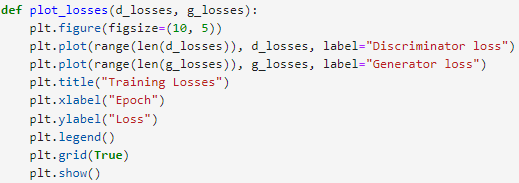 def plot_losses(d_losses, g_losses):
    plt.figure(figsize=(10, 5))
    plt.plot(range(len(d_losses)), d_losses, label="Discriminator loss")
    plt.plot(range(len(g_losses)), g_losses, label="Generator loss")
    plt.title("Training Losses")
    plt.xlabel("Epoch")
    plt.ylabel("Loss")
    plt.legend()
    plt.grid(True)
    plt.show()